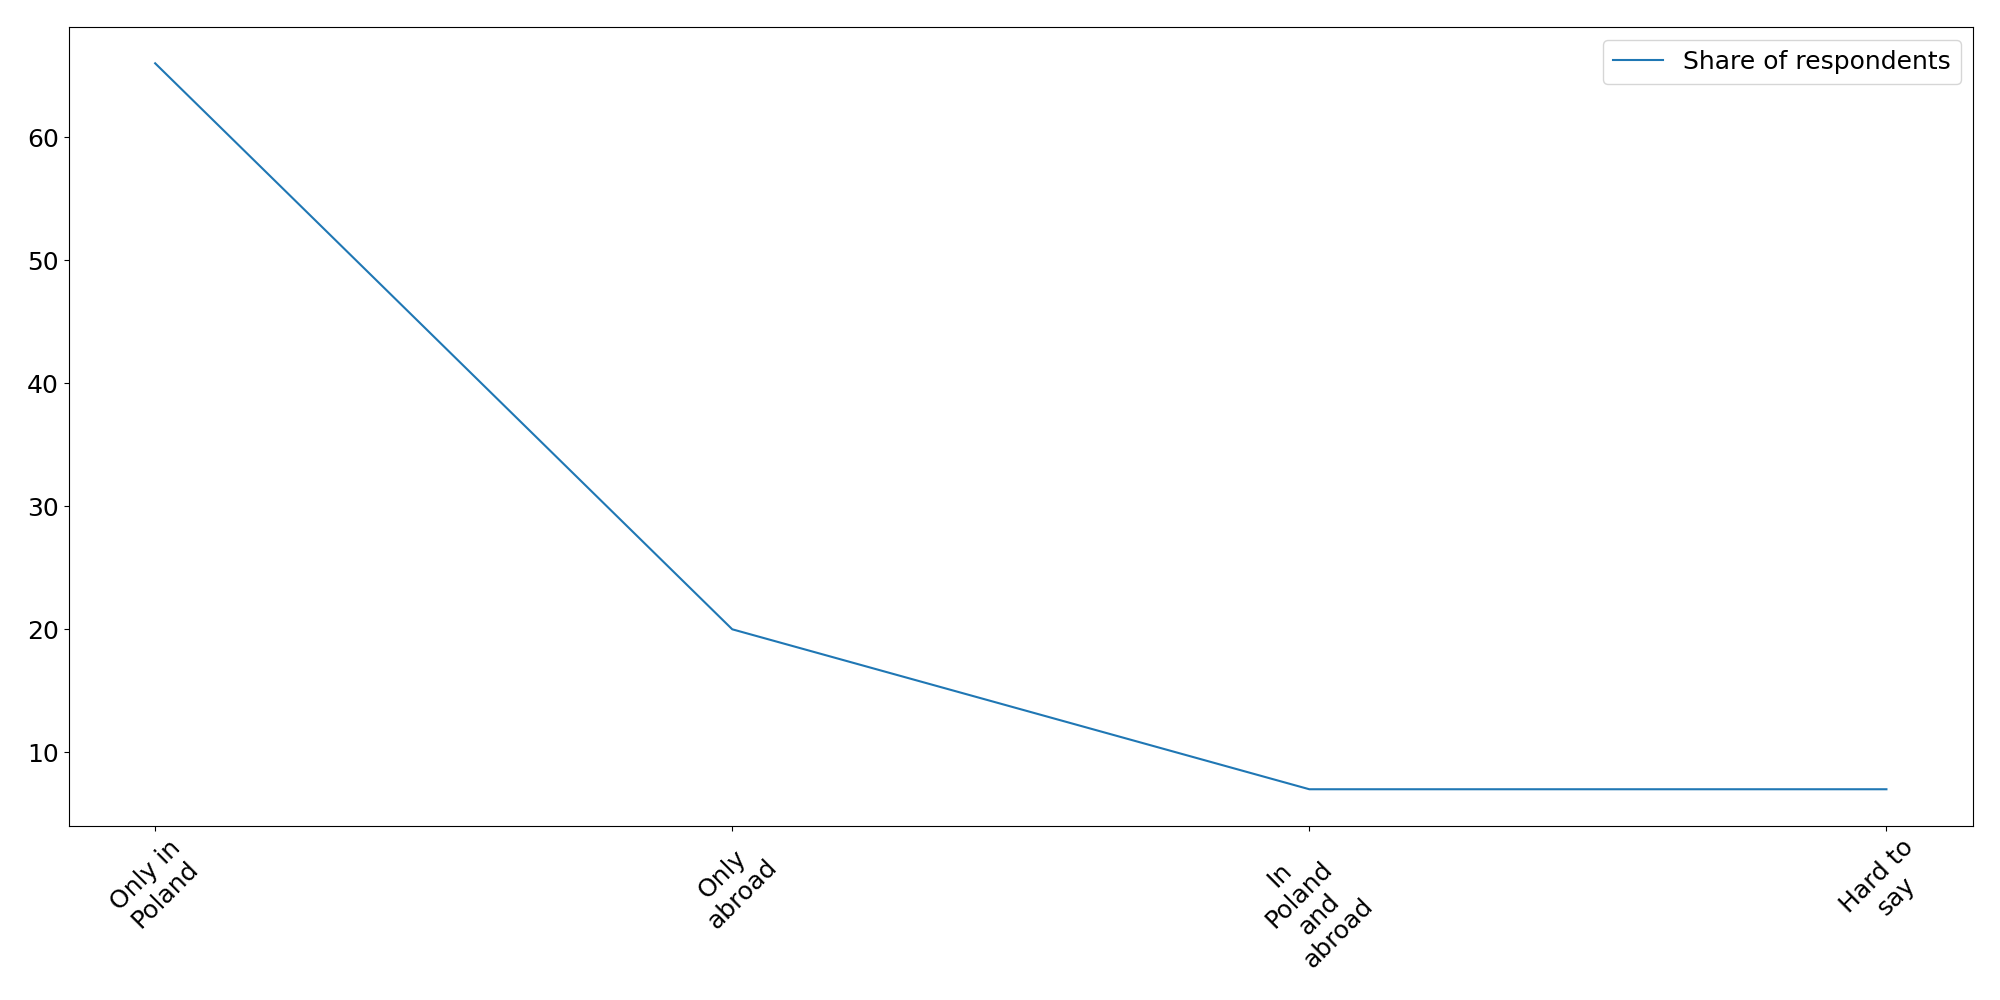 Share of respondents
60
50
40
30
20
10
Only in
Poland
Only
abroad
In
Poland
and
abroad
Hard to
say